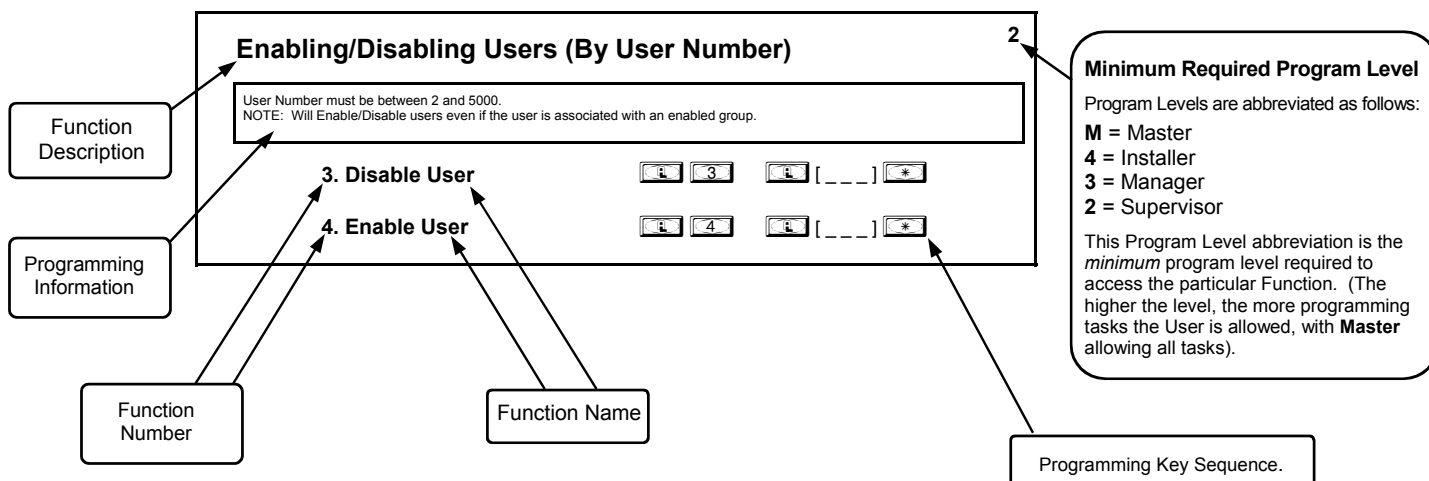 Enabling/Disabling Users (By User Number)
2
User Number must be between 2 and 5000.
NOTE: Will Enable/Disable users even if the user is associated with an enabled group.
3. Disable User
3
[ _ _ _ ]
*
4. Enable User
4
[ _ _ _ ]
*
Function
Description
Programming
Information
Function
Number
Function Name
Programming Key Sequence.
Minimum Required Program Level
Program Levels are abbreviated as follows:
M = Master
4 = Installer
3 = Manager
2 = Supervisor
This Program Level abbreviation is the
minimum program level required to
access the particular Function. (The
higher the level, the more programming
tasks the User is allowed, with Master
allowing all tasks).